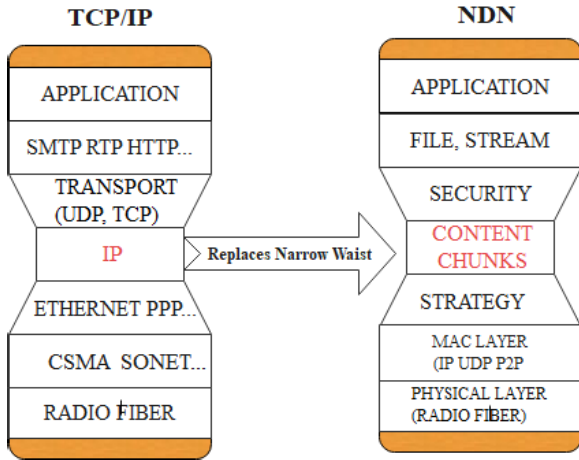 TCP/IP
APPLICATION
SMTP RTP HTTP...
TRANSPORT
(UDP, TCP)
IP
ETHERNET PPP...
CSMA SONET...
RADIO FIBER
Replaces Narrow Waist
NDN
APPLICATION
FILE, STREAM
SECURITY
CONTENT
CHUNKS
STRATEGY
MAC LAYER
(IP UDP P2P
PHYSICAL LAYER
(RADIO FIBER)